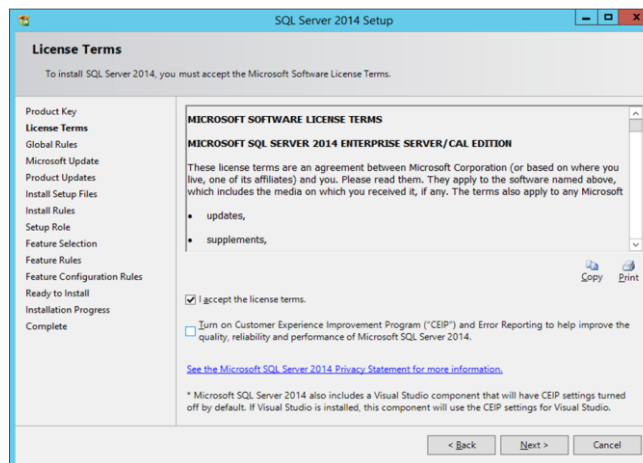 SQL Server 2014 Setup
License Terms
To install SQL Server 2014, you must accept the Microsoft Software License Terms.
Product Key
License Terms
Global Rules
Microsoft Update
Product Updates
Install Setup Files
Install Rules
Setup Role
Feature Selection
Feature Rules
Feature Configuration Rules
Ready to Install
Installation Progress
Complete
MICROSOFT SOFTWARE LICENSE TERMS
MICROSOFT SQL SERVER 2014 ENTERPRISE SERVER/CAL EDITION
These license terms are an agreement between Microsoft Corporation (or based on where you
live, one of its affiliates) and you. Please read them. They apply to the software named above,
which includes the media on which you received it, if any. The terms also apply to any Microsoft
• updates,
• supplements,
Copy Print
I accept the license terms.
Turn on Customer Experience Improvement Program ("CEIP") and Error Reporting to help improve the
quality, reliability and performance of Microsoft SQL Server 2014.
See the Microsoft SQL Server 2014 Privacy Statement for more information.
* Microsoft SQL Server 2014 also includes a Visual Studio component that will have CEIP settings turned
off by default. If Visual Studio is installed, this component will use the CEIP settings for Visual Studio.
< Back Next > Cancel